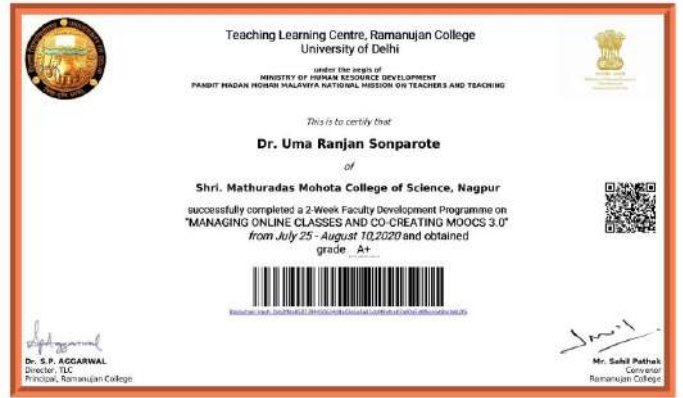 Teaching Learning Centre, Ramanujan College
University of Delhi
under the aegis of
MINISTRY OF HUMAN RESOURCE DEVELOPMENT
PANDIT MADAN MOHAN MALAVIYA NATIONAL MISSION ON TEACHERS AND TEACHING
This is to certify that
Dr. Uma Ranjan Sonparote
of
Shri. Mathuradas Mohota College of Science, Nagpur
successfully completed a 2-Week Faculty Development Programme on
"MANAGING ONLINE CLASSES AND CO-CREATING MOOCS 3.0"
from July 25 - August 10,2020 and obtained
grade A+
Dr. S.P. AGGARWAL
Director, TLC
Principal, Ramanujan College
Mr. Sahil Pathak
Convenor
Ramanujan College